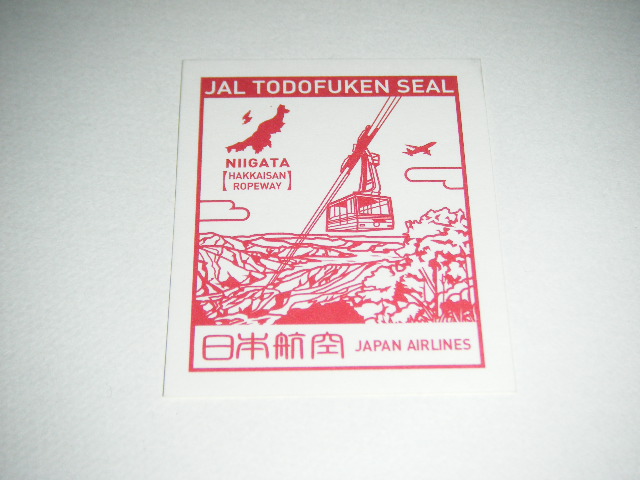 JAL TODOFUKEN SEAL
NIIGATA
【HAKKAISAN
ROPEWAY】
日本航空 JAPAN AIRLINES